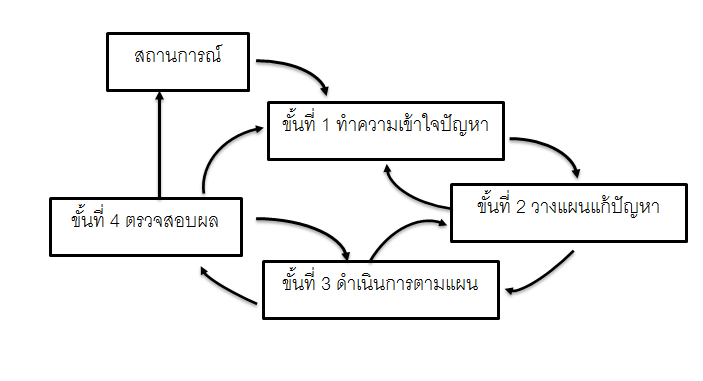 สถานการณ์
ขั้นที่ 1 ทำความเข้าใจปัญหา
ขั้นที่ 2 วางแผนแก้ปัญหา
ขั้นที่ 4 ตรวจสอบผล
ขั้นที่ 3 ดำเนินการตามแผน